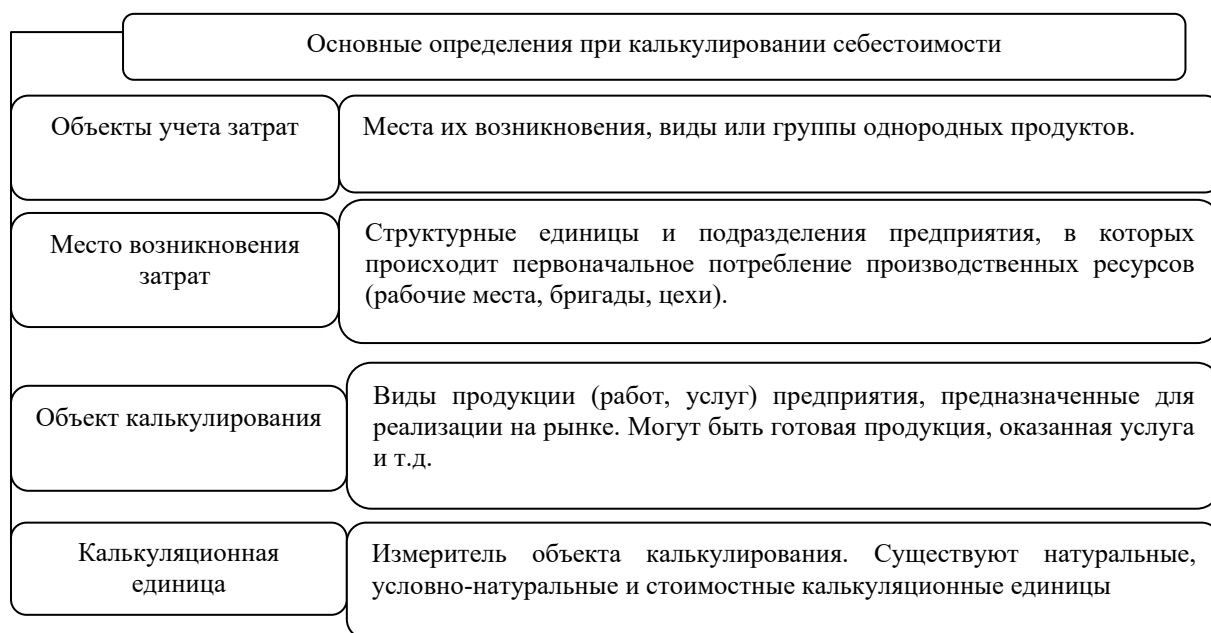 Основные определения при калькулировании себестоимости
Объекты учета затрат
Места их возникновения, виды или группы однородных продуктов.
Место возникновения
затрат
Структурные единицы и подразделения предприятия, в которых
происходит первоначальное потребление производственных ресурсов
(рабочие места, бригады, цехи).
Объект калькулирования
Виды продукции (работ, услуг) предприятия, предназначенные для
реализации на рынке. Могут быть готовая продукция, оказанная услуга
и т.д.
Калькуляционная
единица
Измеритель объекта калькулирования. Существуют натуральные,
условно-натуральные и стоимостные калькуляционные единицы